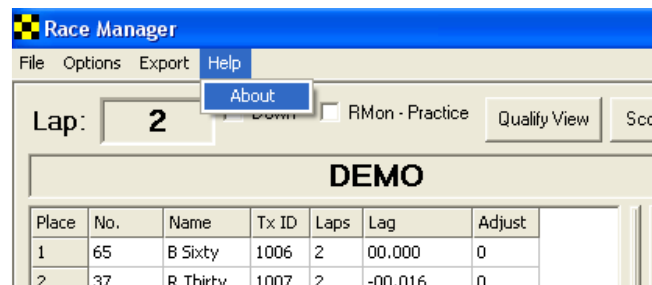 Race Manager
File Options Export Help
About
Lap: 2 Down RMon - Practice Qualify View
DEMO
Place No. Name Tx ID Laps Lag Adjust
1 65 B Sixty 1006 2 00.000 0
2 37 R Thirty 1007 2 -00.016 0